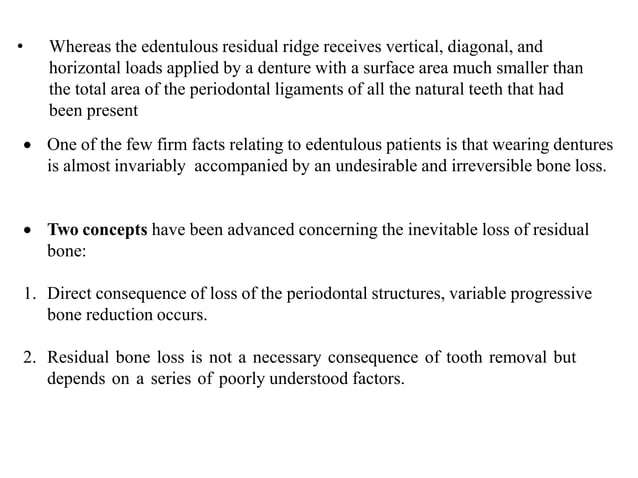 • Whereas the edentulous residual ridge receives vertical, diagonal, and
horizontal loads applied by a denture with a surface area much smaller than
the total area of the periodontal ligaments of all the natural teeth that had
been present
• One of the few firm facts relating to edentulous patients is that wearing dentures
is almost invariably accompanied by an undesirable and irreversible bone loss.
• Two concepts have been advanced concerning the inevitable loss of residual
bone:
1. Direct consequence of loss of the periodontal structures, variable progressive
bone reduction occurs.
2. Residual bone loss is not a necessary consequence of tooth removal but
depends on a series of poorly understood factors.